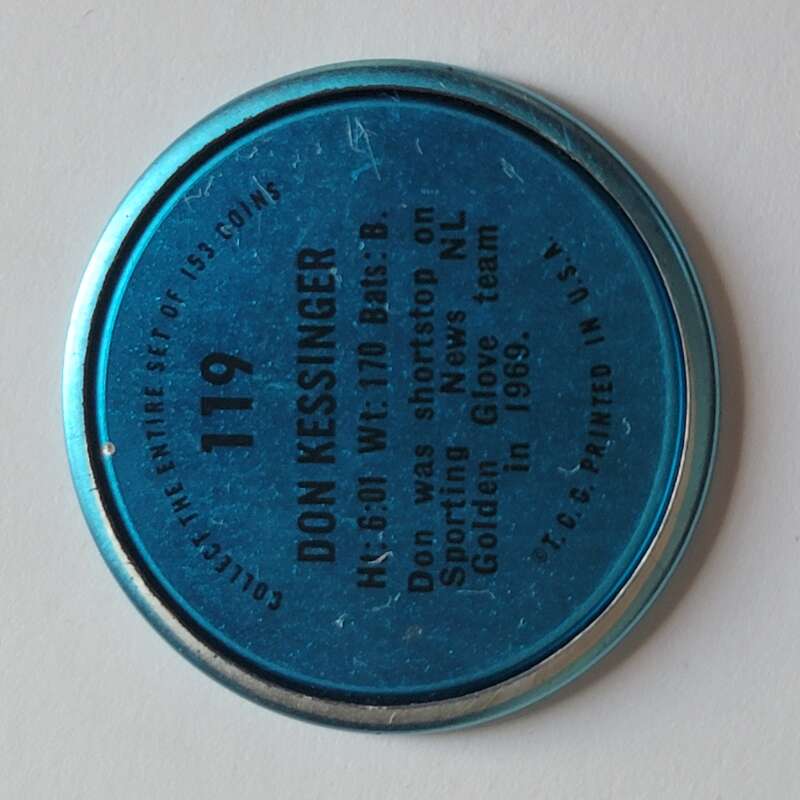 COLLECT THE ENTIRE SET OF 153 COINS
119
DON KESSINGER
Ht: 6:01 Wt: 170 Bats: B.
Don was shortstop on
Sporting News NL
Golden Glove team
in 1969.
©T. C. G. PRINTED IN U.S.A.